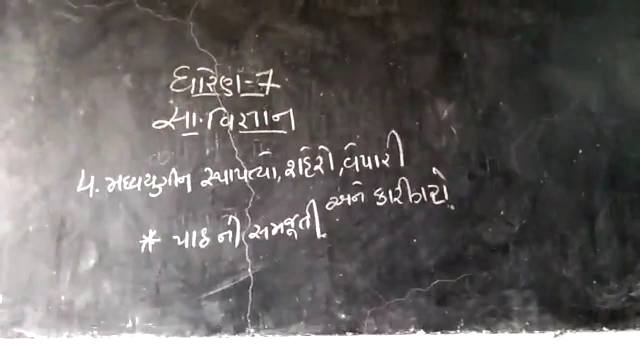 ધોરણ-7
સા.વિજ્ઞાન
4. મધ્યયુગીન સ્થાપત્યો, શહેરો, વેપારી
અને કારીગરો.
* પાઠ ની સમજૂતી.